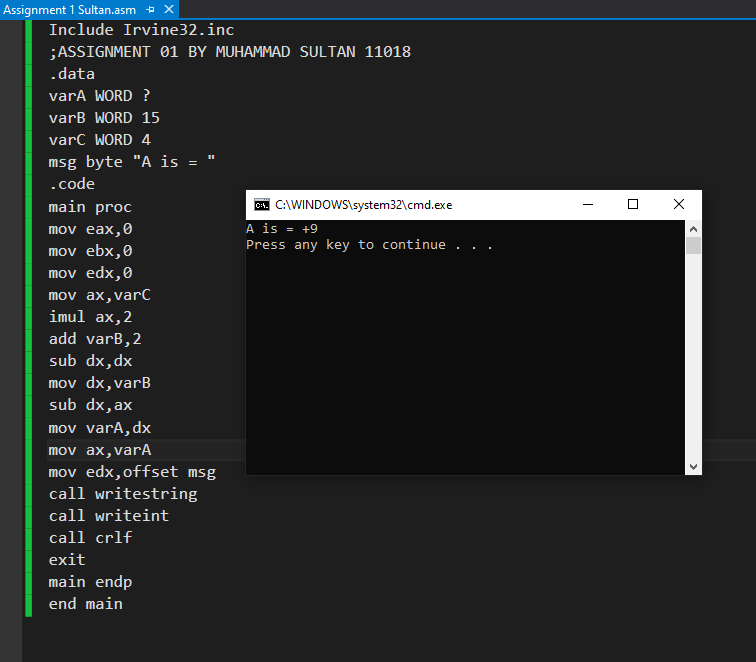 Assignment 1 Sultan.asm
Include Irvine32.inc
;ASSIGNMENT 01 BY MUHAMMAD SULTAN 11018
.data
varA WORD ?
varB WORD 15
varC WORD 4
msg byte "A is = "
.code
main proc
mov eax,0
mov ebx,0
mov edx,0
mov ax,varC
imul ax,2
add varB,2
sub dx,dx
mov dx,varB
sub dx,ax
mov varA,dx
mov ax,varA
mov edx,offset msg
call writestring
call writeint
call crlf
exit
main endp
end main
C:\WINDOWS\system32\cmd.exe
A is = +9
Press any key to continue . . .